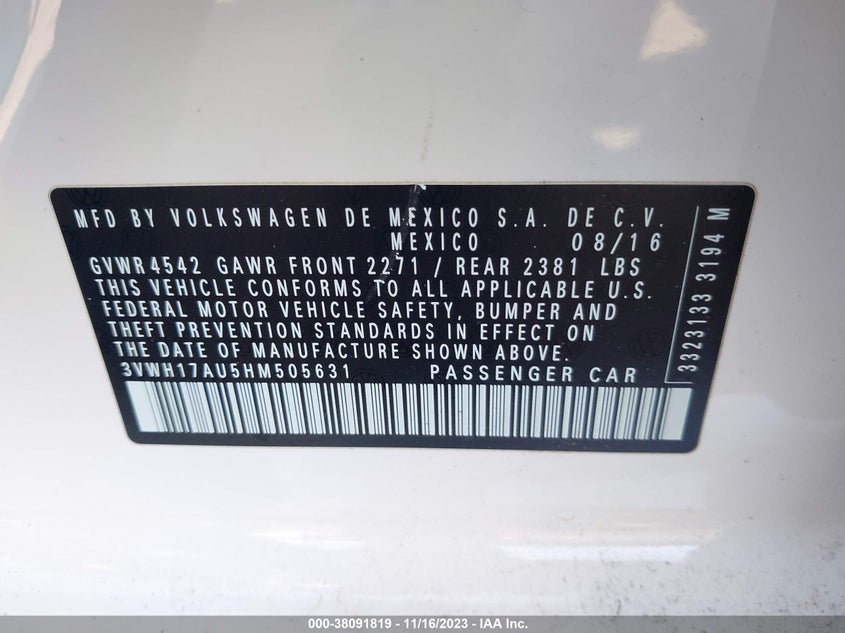 MFD BY VOLKSWAGEN DE MEXICO S.A. DE C.V.
MEXICO 08/16
GVWR 4542 GAWR FRONT 2271 / REAR 2381 LBS
THIS VEHICLE CONFORMS TO ALL APPLICABLE U.S.
FEDERAL MOTOR VEHICLE SAFETY, BUMPER AND
THEFT PREVENTION STANDARDS IN EFFECT ON
THE DATE OF MANUFACTURE SHOWN ABOVE.
3VWH17AU5HM505631 PASSENGER CAR
3323133 3194 M
000-38091819 - 11/16/2023 - © IAA Inc.